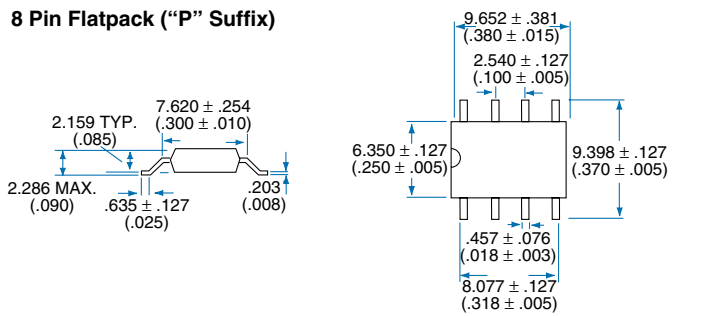 8 Pin Flatpack (“P” Suffix)
9.652 ± .381
(.380 ± .015)
2.540 ± .127
(.100 ± .005)
7.620 ± .254
(.300 ± .010)
2.159 TYP.
(.085)
2.286 MAX.
(.090)
.635 ± .127
(.025)
.203
(.008)
6.350 ± .127
(.250 ± .005)
9.398 ± .127
(.370 ± .005)
.457 ± .076
(.018 ± .003)
8.077 ± .127
(.318 ± .005)